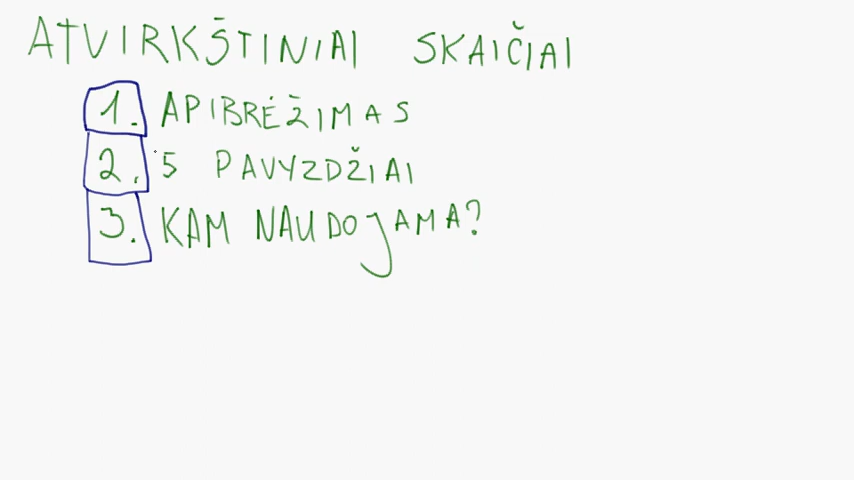 ATVIRKŠTINIAI SKAIČIAI
1. APIBRĖŽIMAS
2. 5 PAVYZDŽIAI
3. KAM NAUDOJAMA?